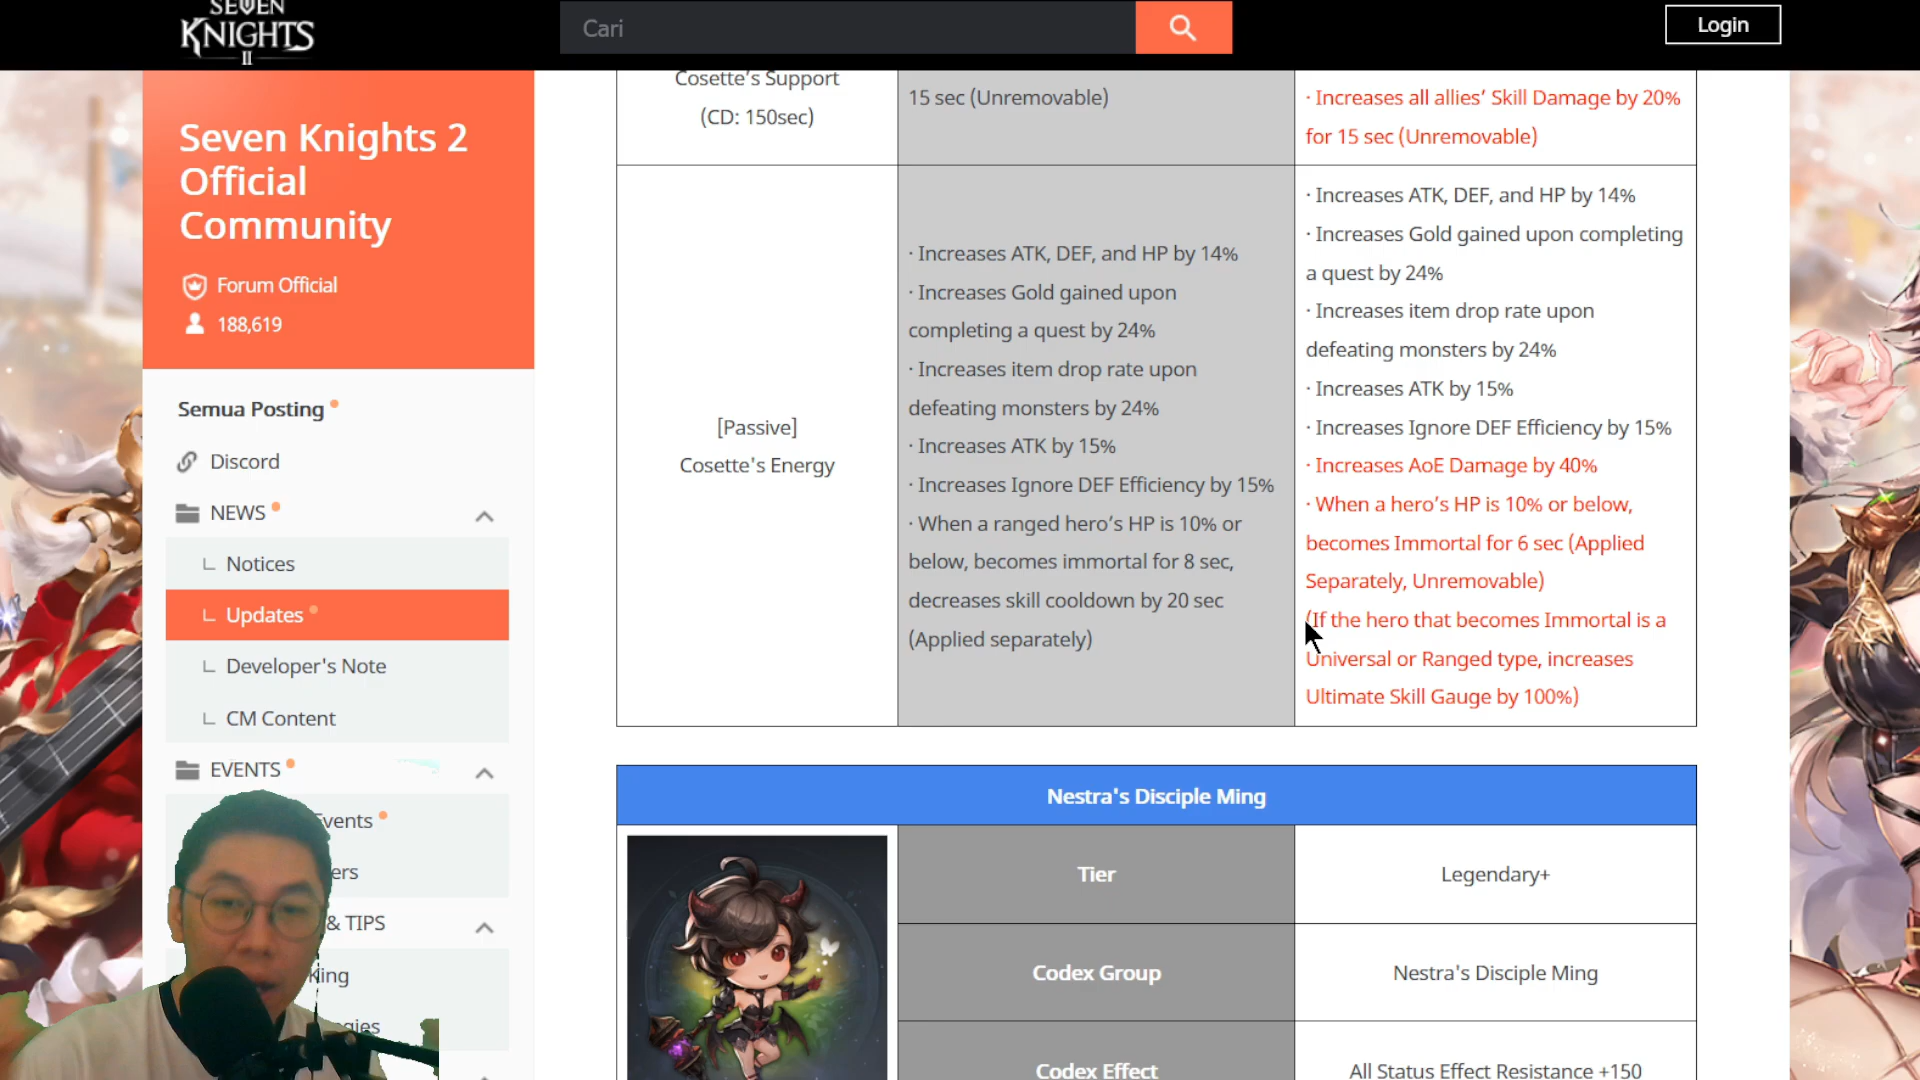 SEVEN
KNIGHTS
II
Cari
Login
Seven Knights 2
Official
Community
Forum Official
188,619
Semua Posting
Discord
NEWS
Notices
Updates
Developer's Note
CM Content
EVENTS
Events
& TIPS
Cosette's Support
(CD: 150sec)
15 sec (Unremovable)
· Increases all allies' Skill Damage by 20%
for 15 sec (Unremovable)
[Passive]
Cosette's Energy
· Increases ATK, DEF, and HP by 14%
· Increases Gold gained upon
completing a quest by 24%
· Increases item drop rate upon
defeating monsters by 24%
· Increases ATK by 15%
· Increases Ignore DEF Efficiency by 15%
· When a ranged hero's HP is 10% or
below, becomes immortal for 8 sec,
decreases skill cooldown by 20 sec
(Applied separately)
· Increases ATK, DEF, and HP by 14%
· Increases Gold gained upon completing
a quest by 24%
· Increases item drop rate upon
defeating monsters by 24%
· Increases ATK by 15%
· Increases Ignore DEF Efficiency by 15%
· Increases AoE Damage by 40%
· When a hero's HP is 10% or below,
becomes Immortal for 6 sec (Applied
Separately, Unremovable)
(If the hero that becomes Immortal is a
Universal or Ranged type, increases
Ultimate Skill Gauge by 100%)
Nestra's Disciple Ming
Tier
Legendary+
Codex Group
Nestra's Disciple Ming
Codex Effect
All Status Effect Resistance +150